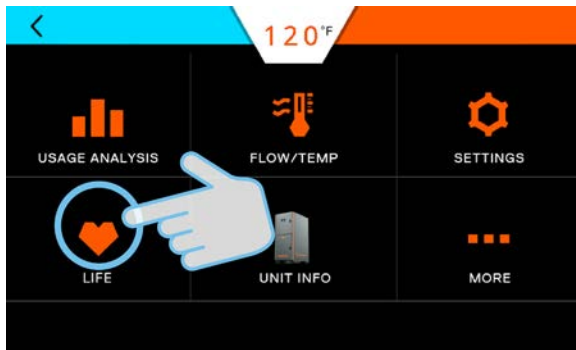 120°F
USAGE ANALYSIS
FLOW/TEMP
SETTINGS
LIFE
UNIT INFO
MORE